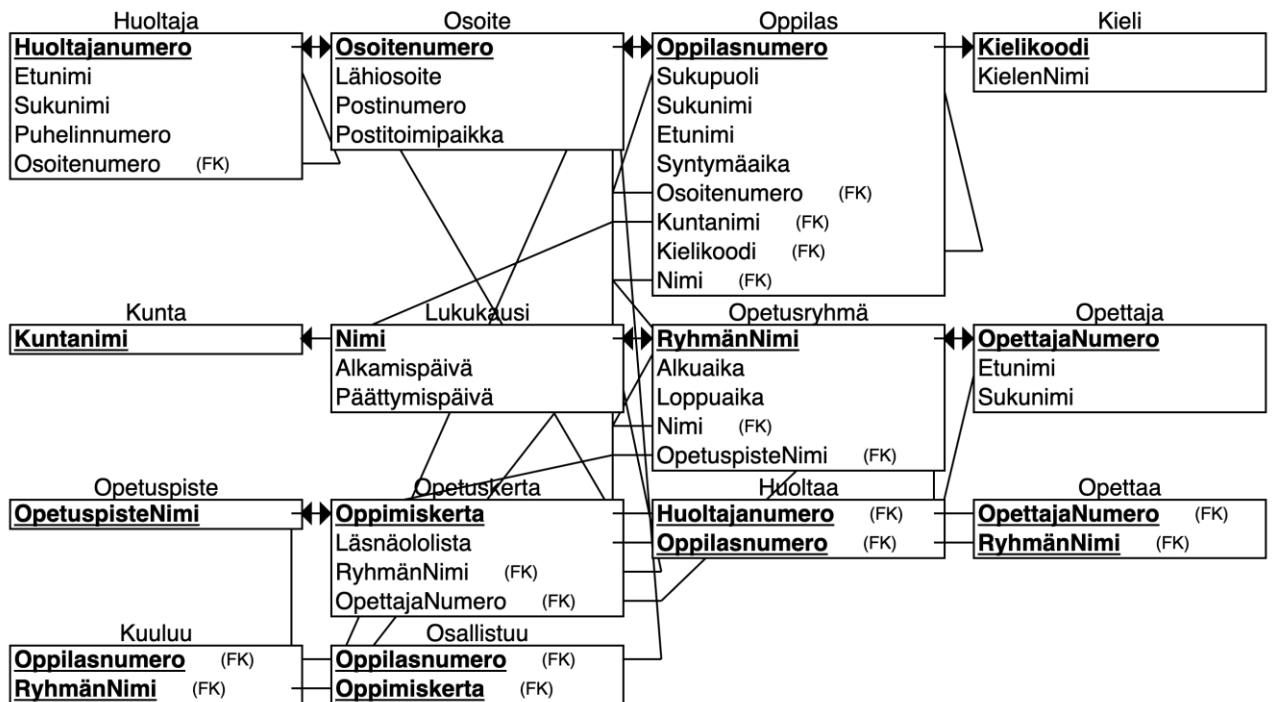 Huoltaja
Huoltajanumero
Etunimi
Sukunimi
Puhelinnumero
Osoitenumero (FK)
Osoite
Osoitenumero
Lähiosoite
Postinumero
Postitoimipaikka
Oppilas
Oppilasnumero
Sukupuoli
Sukunimi
Etunimi
Syntymäaika
Osoitenumero (FK)
Kuntanimi (FK)
Kielikoodi (FK)
Nimi (FK)
Kieli
Kielikoodi
KielenNimi
Kunta
Kuntanimi
Lukukausi
Nimi
Alkamispäivä
Päättymispäivä
Opetusryhmä
RyhmänNimi
Alkuaika
Loppuaika
Nimi (FK)
OpetuspisteNimi (FK)
Opettaja
OpettajaNumero
Etunimi
Sukunimi
Opetuspiste
OpetuspisteNimi
Opetuskerta
Oppimiskerta
Läsnäololista
RyhmänNimi (FK)
OpettajaNumero (FK)
Huoltaa
Huoltajanumero (FK)
Oppilasnumero (FK)
Opettaa
OpettajaNumero (FK)
RyhmänNimi (FK)
Kuuluu
Oppilasnumero (FK)
RyhmänNimi (FK)
Osallistuu
Oppilasnumero (FK)
Oppimiskerta (FK)